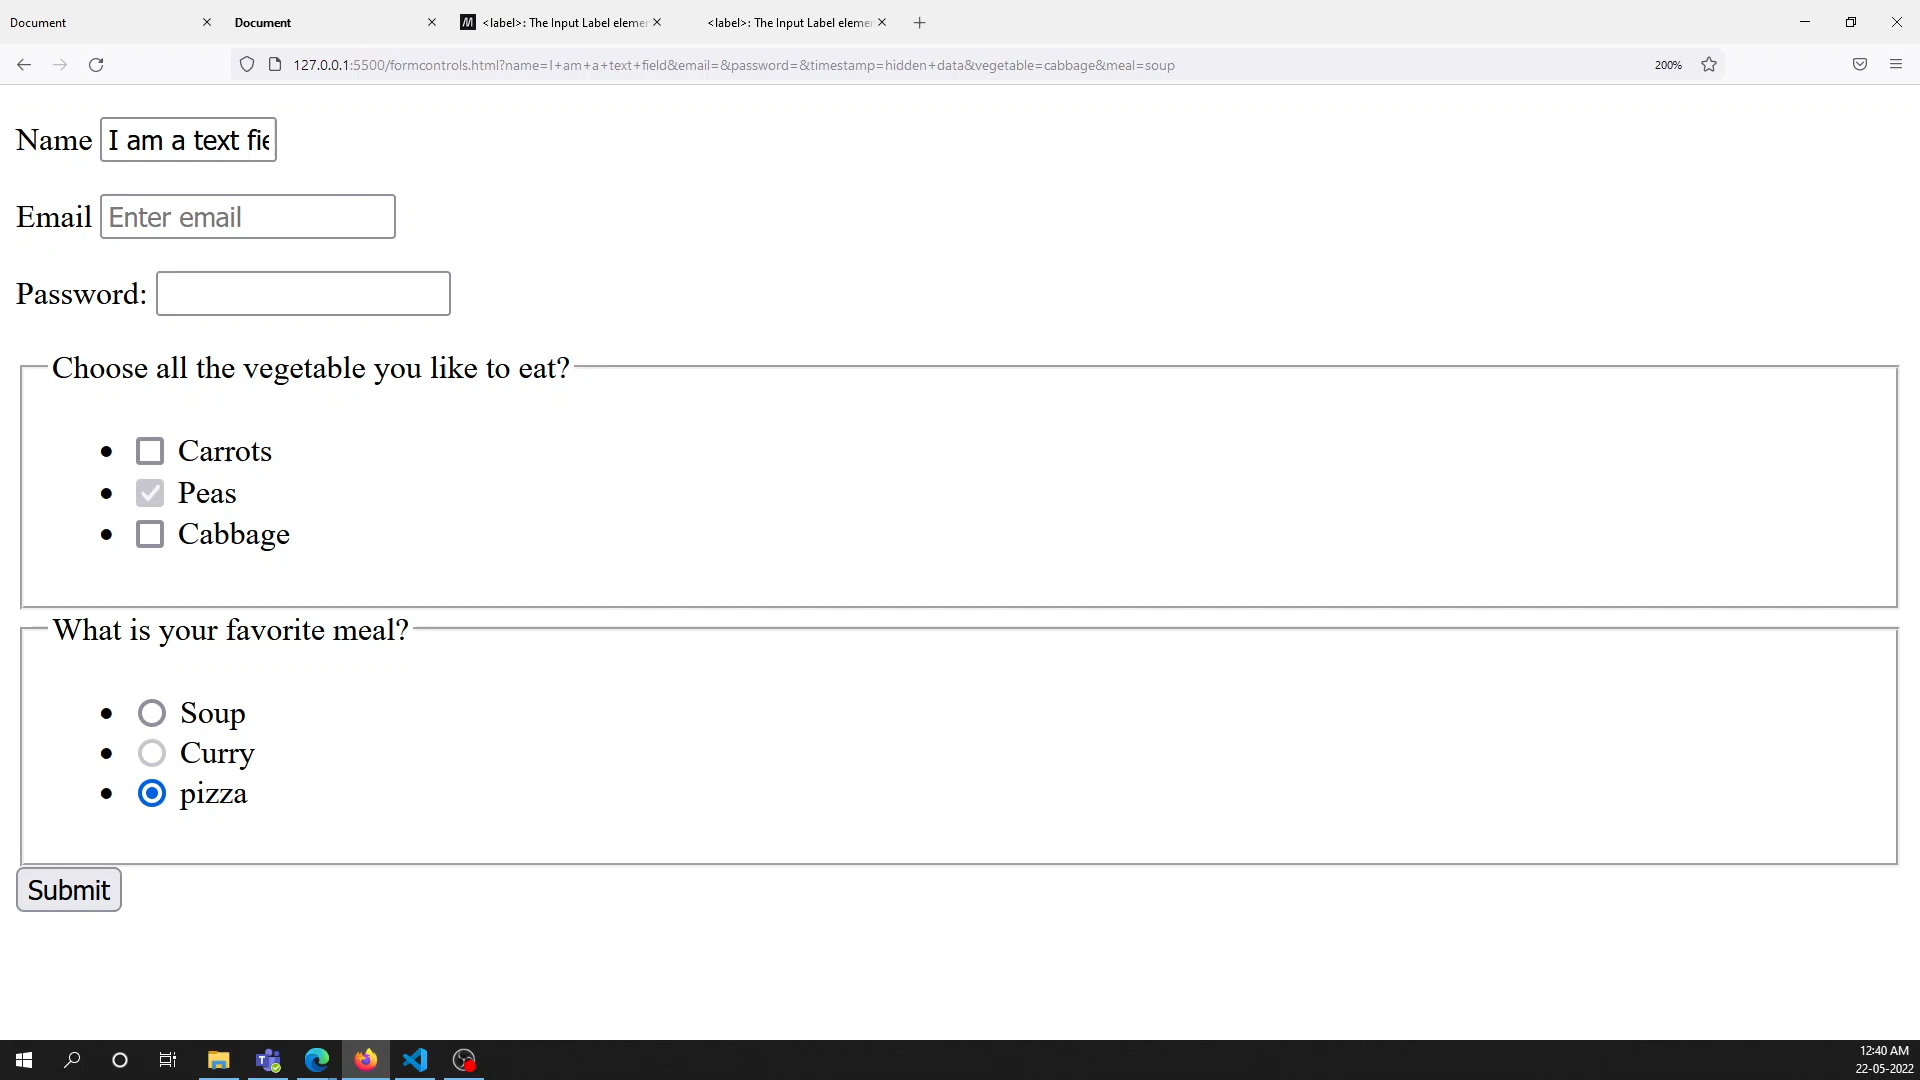 Document
Document
<label>: The Input Label eleme
<label>: The Input Label eleme
127.0.0.1:5500/formcontrols.html?name=I+am+a+text+field&email=&password=&timestamp=hidden+data&vegetable=cabbage&meal=soup
200%
Name I am a text fie
Email Enter email
Password:
Choose all the vegetable you like to eat?
Carrots
Peas
Cabbage
What is your favorite meal?
Soup
Curry
pizza
Submit
12:40 AM
22-05-2022